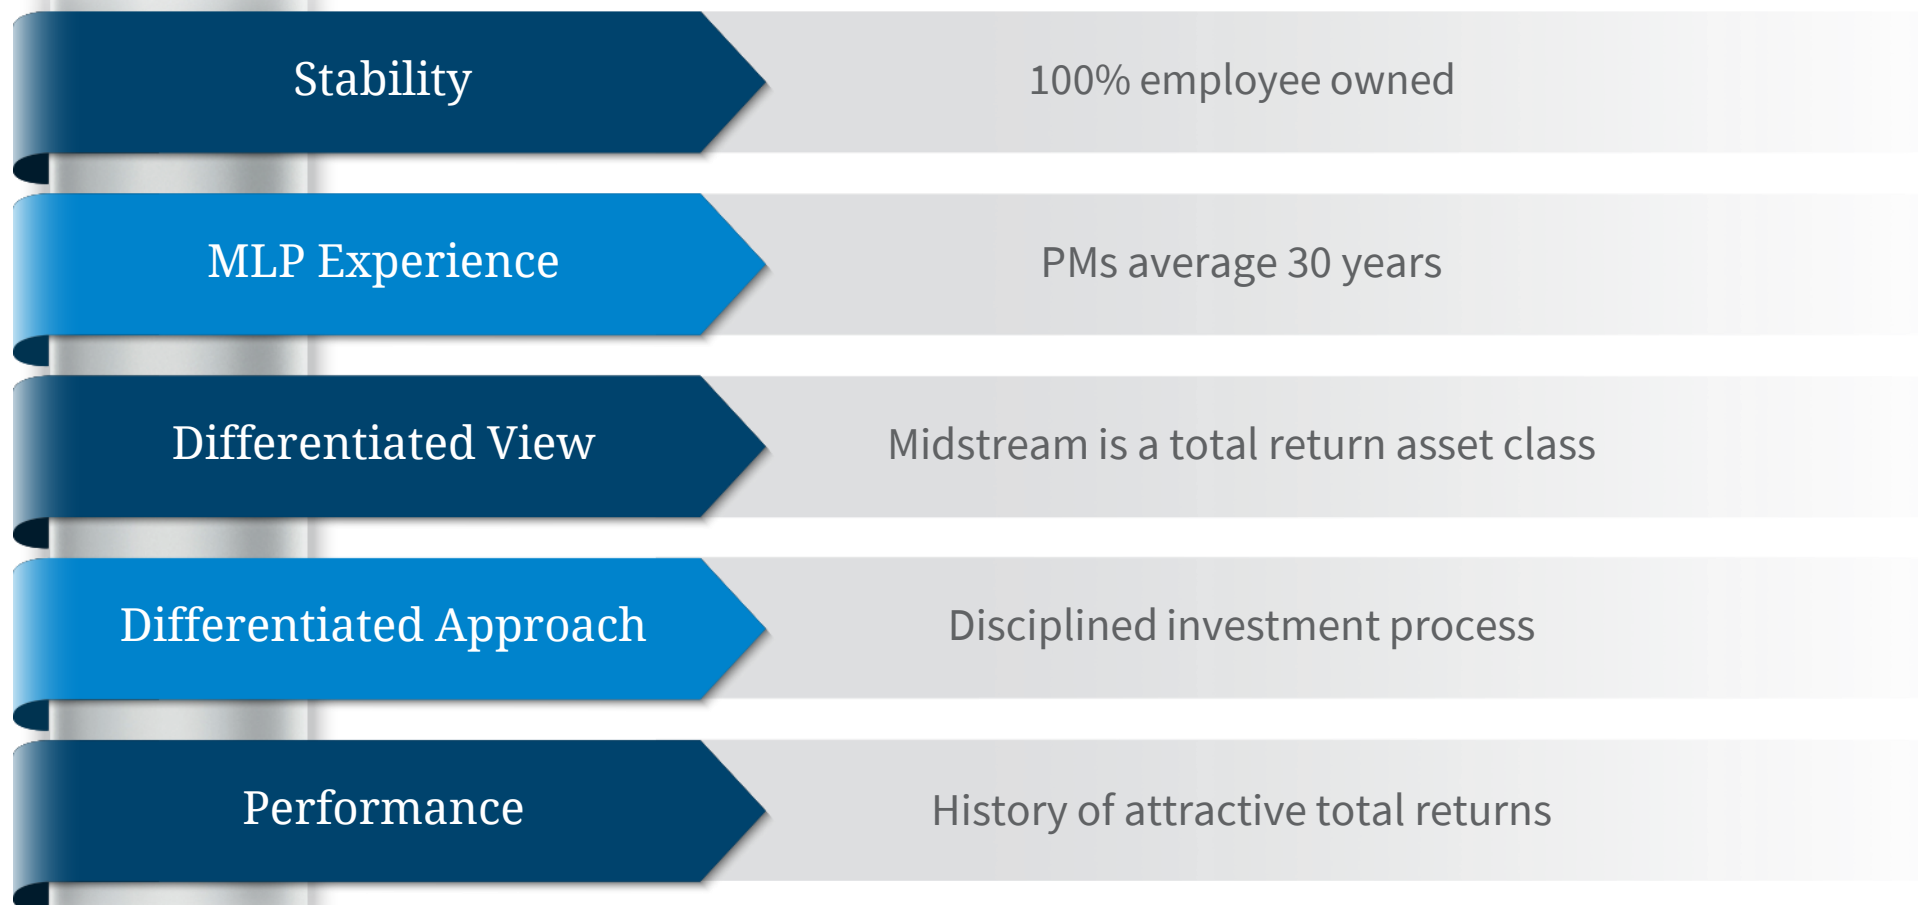 Stability
100% employee owned
MLP Experience
PMs average 30 years
Differentiated View
Midstream is a total return asset class
Differentiated Approach
Disciplined investment process
Performance
History of attractive total returns